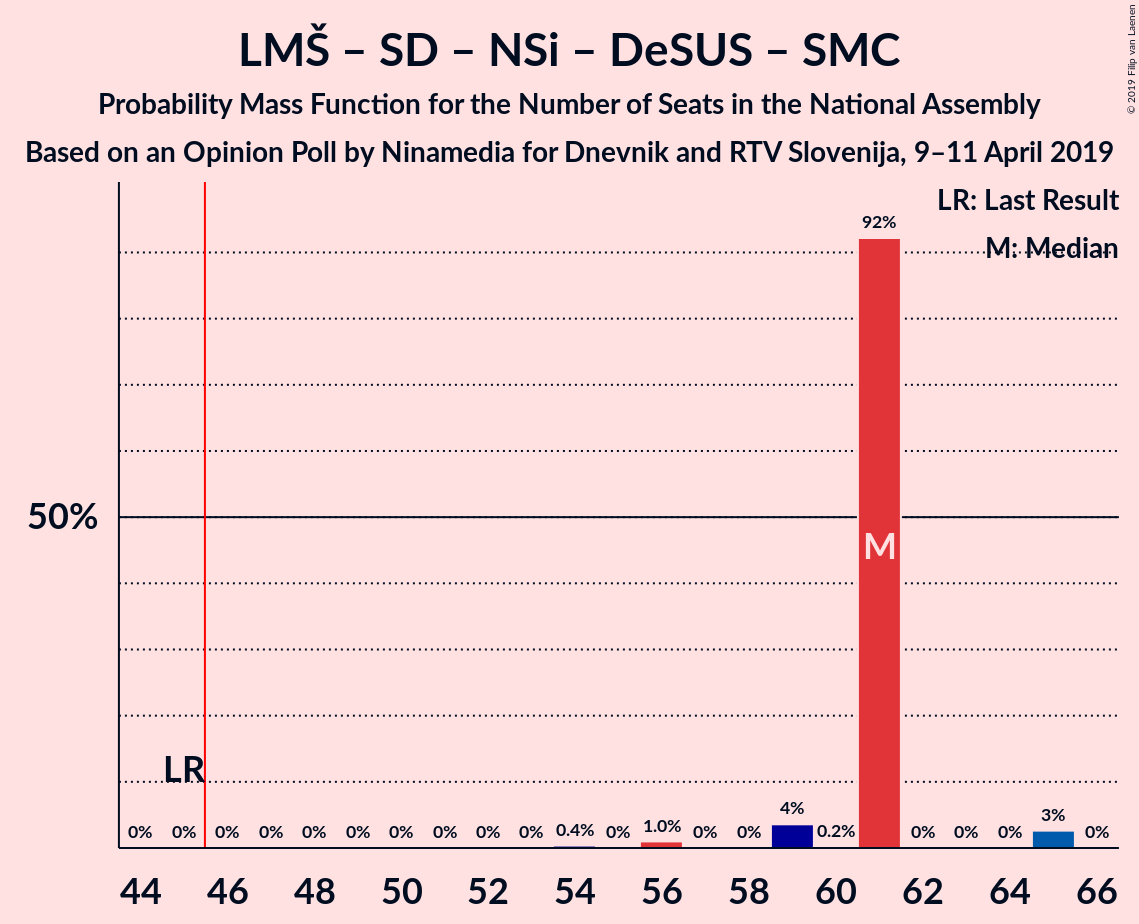 LMŠ – SD – NSi – DeSUS – SMC
Probability Mass Function for the Number of Seats in the National Assembly
Based on an Opinion Poll by Ninamedia for Dnevnik and RTV Slovenija, 9–11 April 2019
© 2019 Filip van Laenen
LR: Last Result
M: Median
92%
50%
M
LR
0% 0% 0% 0% 0% 0% 0% 0% 0% 0% 0.4% 0% 1.0% 0% 0% 4% 0.2% 0% 0% 0% 3% 0%
44 46 48 50 52 54 56 58 60 62 64 66